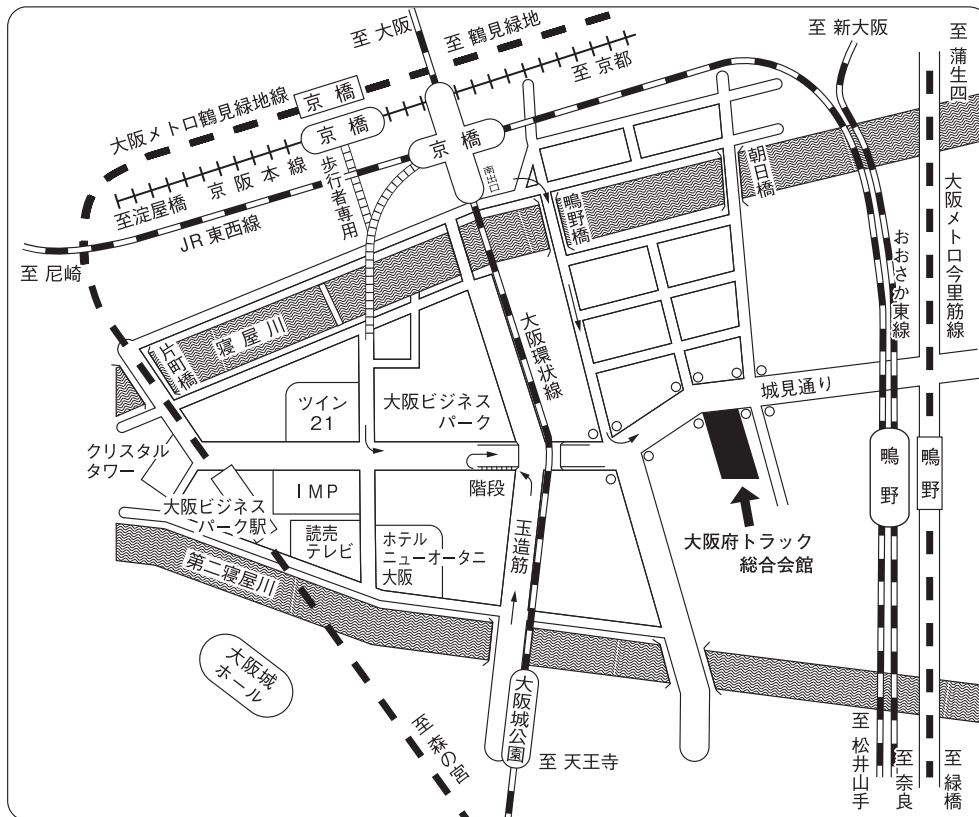 至 大阪
至 鶴見緑地
至 京都
至 新大阪
至 蒲生四
大阪メトロ鶴見緑地線
京橋
京橋
京橋
京阪本線
至淀屋橋
歩行者専用
南出口
鴫野橋
朝日橋
JR東西線
至 尼崎
おおさか東線
大阪メトロ今里筋線
片町橋
寝屋川
大阪環状線
城見通り
ツイン
21
大阪ビジネス
パーク
クリスタル
タワー
階段
IMP
大阪ビジネス
パーク駅
読売
テレビ
ホテル
ニューオータニ
大阪
玉造筋
大阪府トラック
総合会館
鴫野
鴫野
第二寝屋川
大阪城
ホール
至 森の宮
大阪城公園
至 天王寺
至 松井山手
至 奈良
至 緑橋